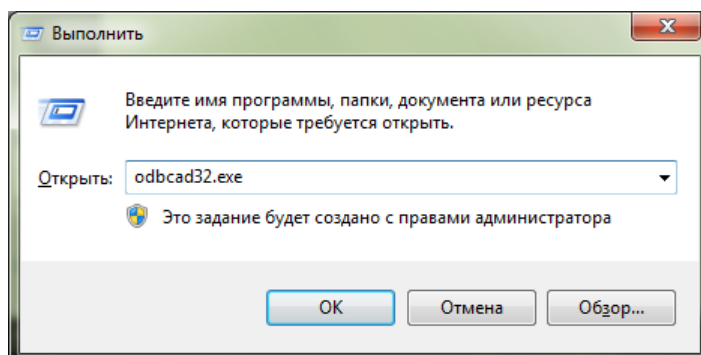 Выполнить
Введите имя программы, папки, документа или ресурса
Интернета, которые требуется открыть.
Открыть: odbcad32.exe
Это задание будет создано с правами администратора
ОК Отмена Обзор...